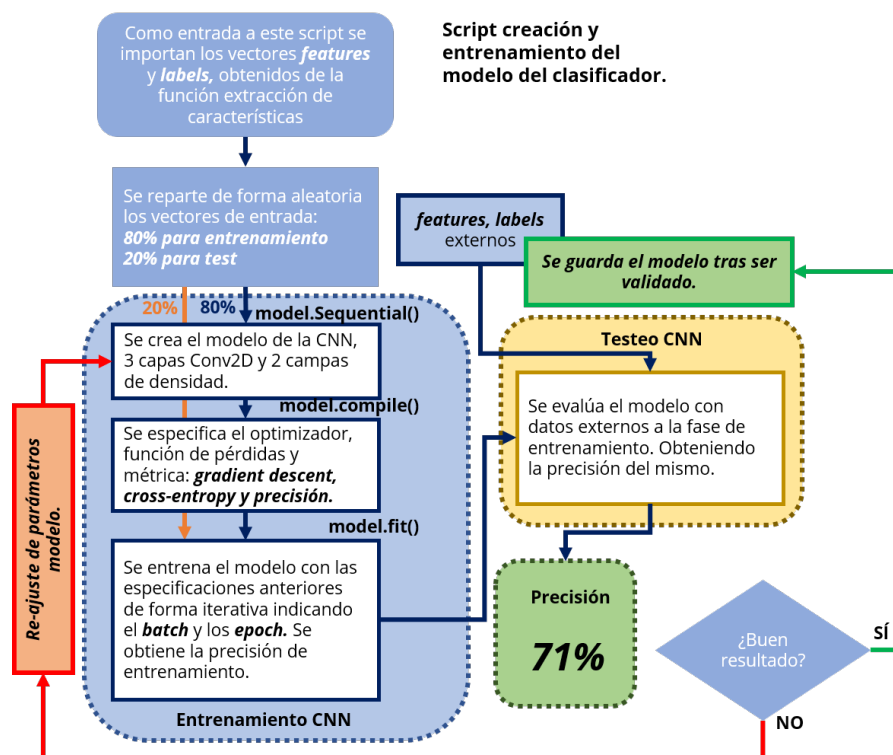 Script creación y
entrenamiento del
modelo del clasificador.
Como entrada a este script se
importan los vectores features
y labels, obtenidos de la
función extracción de
características
Se reparte de forma aleatoria
los vectores de entrada:
80% para entrenamiento
20% para test
features, labels
externos
Se guarda el modelo tras ser
validado.
20%
80%
model.Sequential()
Se crea el modelo de la CNN,
3 capas Conv2D y 2 campas
de densidad.
model.compile()
Se especifica el optimizador,
función de pérdidas y
métrica: gradient descent,
cross-entropy y precisión.
model.fit()
Se entrena el modelo con las
especificaciones anteriores
de forma iterativa indicando
el batch y los epoch. Se
obtiene la precisión de
entrenamiento.
Entrenamiento CNN
Re-ajuste de parámetros
modelo.
Testeo CNN
Se evalúa el modelo con
datos externos a la fase de
entrenamiento. Obteniendo
la precisión del mismo.
Precisión
71%
¿Buen
resultado?
SÍ
NO